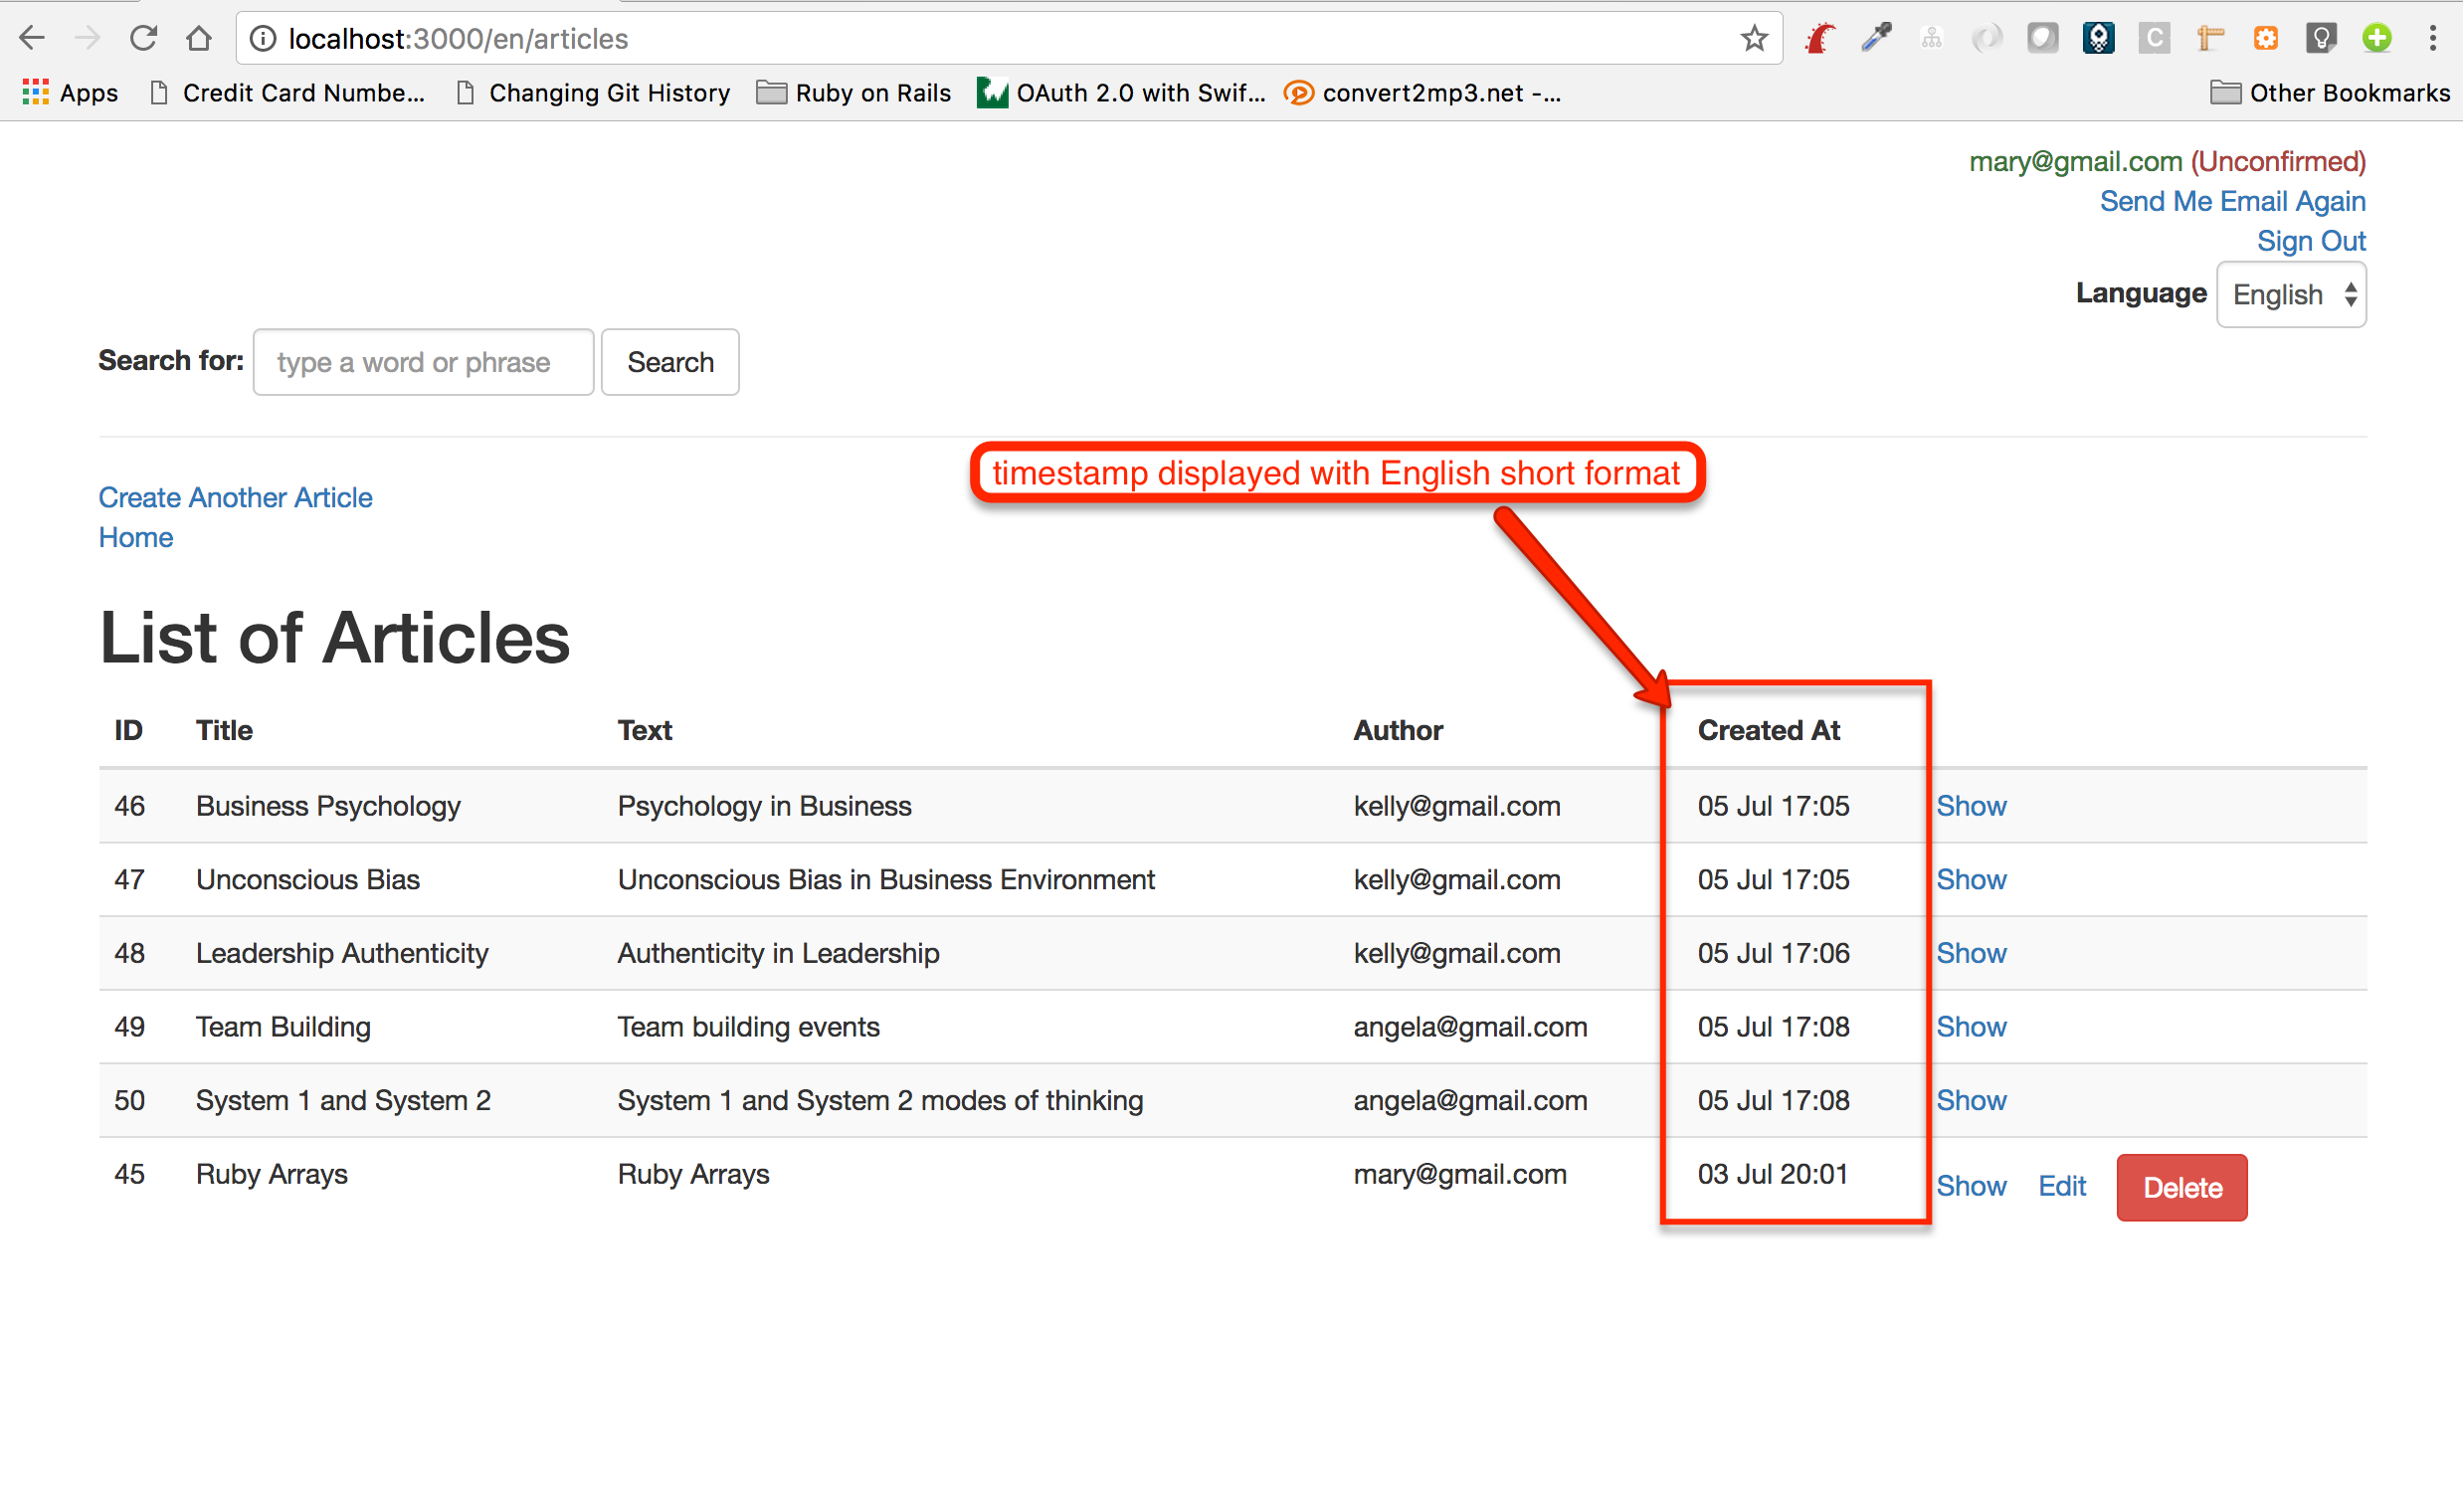 localhost:3000/en/articles
Apps Credit Card Numbe... Changing Git History Ruby on Rails OAuth 2.0 with Swif... convert2mp3.net -... Other Bookmarks
mary@gmail.com (Unconfirmed)
Send Me Email Again
Sign Out
Language English
Search for: type a word or phrase Search
timestamp displayed with English short format
Create Another Article
Home
List of Articles
ID Title Text Author Created At
46 Business Psychology Psychology in Business kelly@gmail.com 05 Jul 17:05 Show
47 Unconscious Bias Unconscious Bias in Business Environment kelly@gmail.com 05 Jul 17:05 Show
48 Leadership Authenticity Authenticity in Leadership kelly@gmail.com 05 Jul 17:06 Show
49 Team Building Team building events angela@gmail.com 05 Jul 17:08 Show
50 System 1 and System 2 System 1 and System 2 modes of thinking angela@gmail.com 05 Jul 17:08 Show
45 Ruby Arrays Ruby Arrays mary@gmail.com 03 Jul 20:01 Show Edit Delete